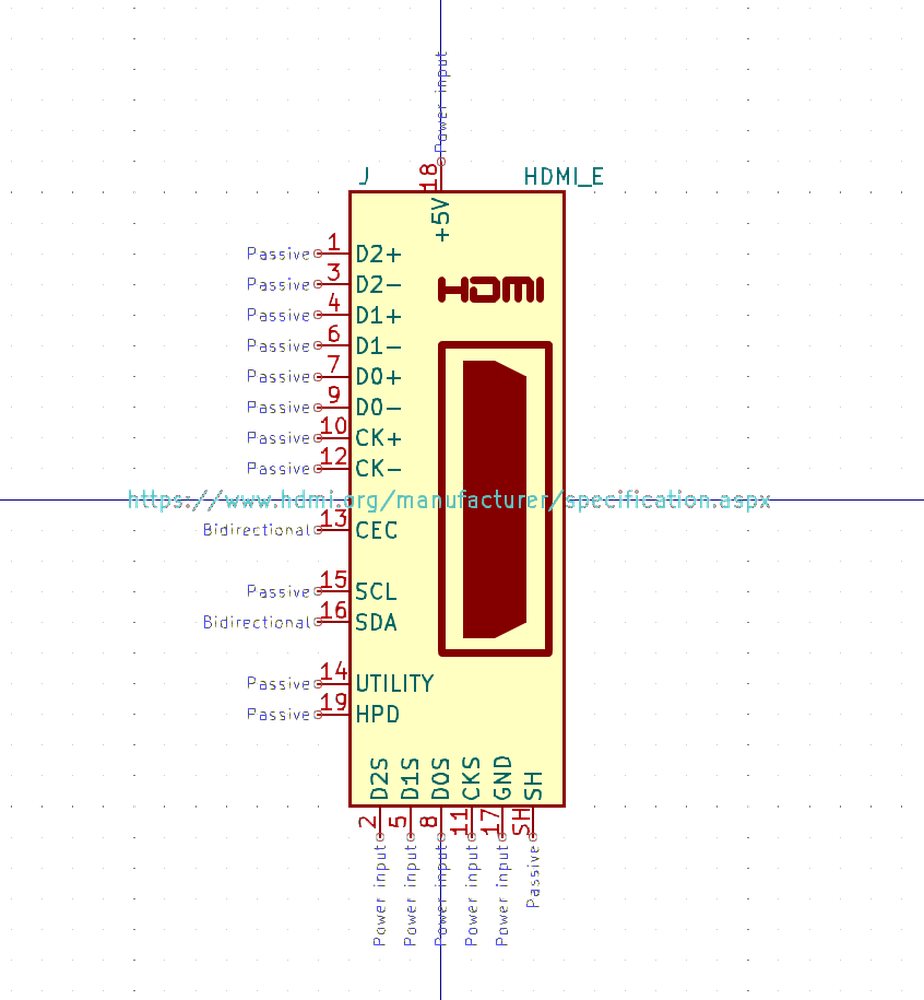 Power input
18
J HDMI_E
+5V
Passive 1 D2+
HDMI
Passive 3 D2-
Passive 4 D1+
Passive 6 D1-
Passive 7 D0+
Passive 9 D0-
Passive 10 CK+
Passive 12 CK-
https://www.hdmi.org/manufacturer/specification.aspx
Bidirectional 13 CEC
Passive 15 SCL
Bidirectional 16 SDA
Passive 14 UTILITY
Passive 19 HPD
D2S D1S D0S CKS GND SH
2 5 8 11 17 SH
Power input Power input Power input Power input Power input Passive